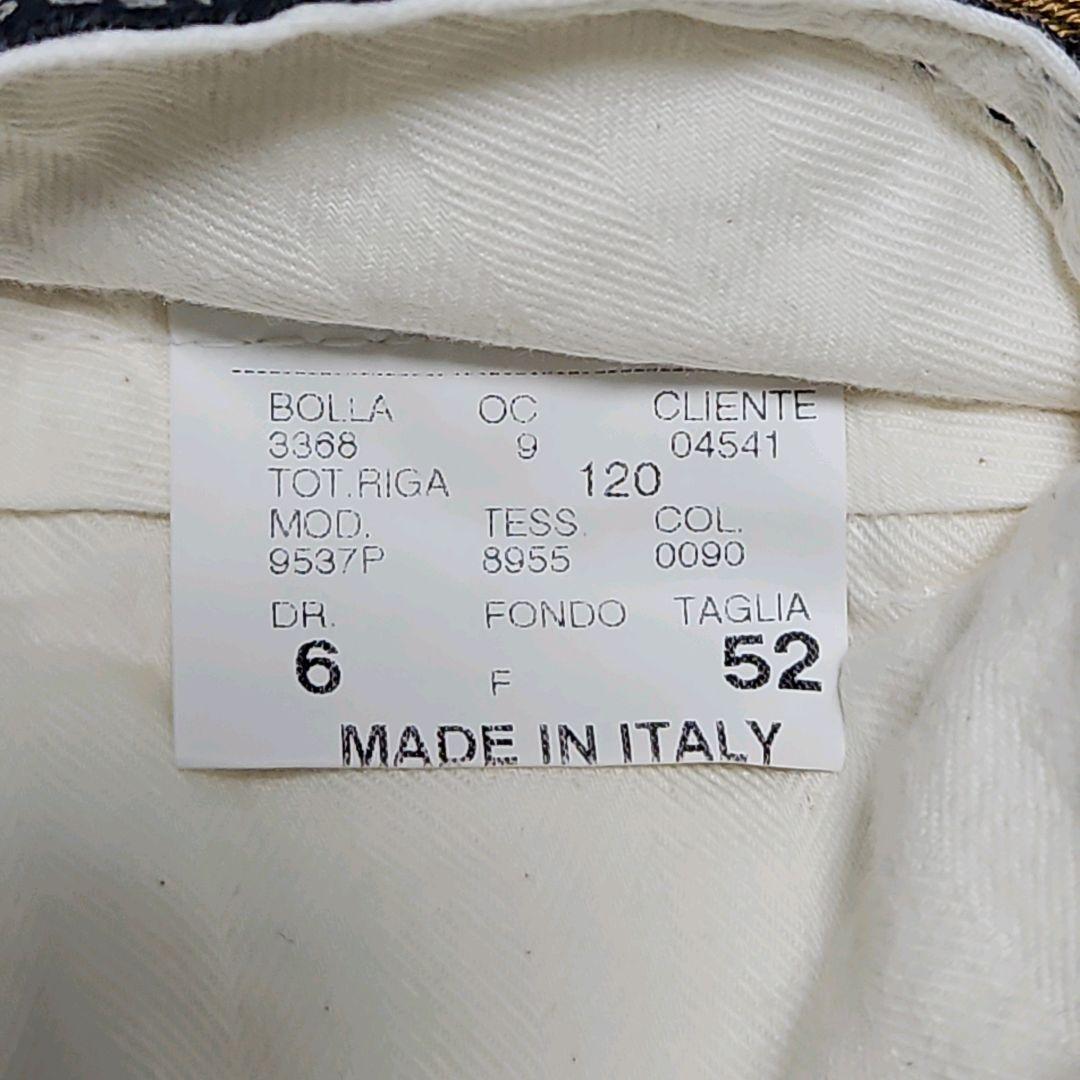 BOLLA OC CLIENTE
3368 9 04541
TOT.RIGA 120
MOD. TESS. COL.
9537P 8955 0090
DR. FONDO TAGLIA
6 F 52
MADE IN ITALY